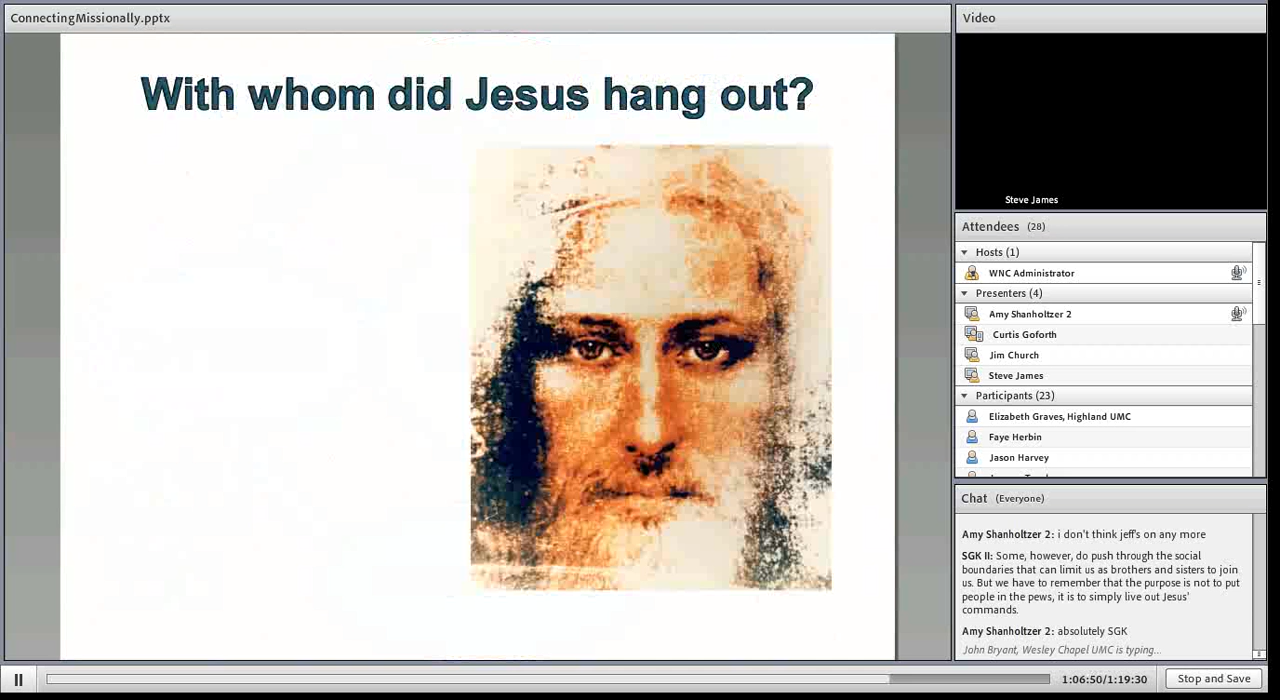 ConnectingMissionally.pptx
With whom did Jesus hang out?
Video
Steve James
Attendees (28)
Hosts (1)
WNC Administrator
Presenters (4)
Amy Shanholtzer 2
Curtis Goforth
Jim Church
Steve James
Participants (23)
Elizabeth Graves, Highland UMC
Faye Herbin
Jason Harvey
Chat (Everyone)
Amy Shanholtzer 2: i don't think jeff's on any more
SGK II: Some, however, do push through the social
boundaries that can limit us as brothers and sisters to join
us. But we have to remember that the purpose is not to put
people in the pews, it is to simply live out Jesus'
commands.
Amy Shanholtzer 2: absolutely SGK
John Bryant, Wesley Chapel UMC is typing...
1:06:50/1:19:30
Stop and Save